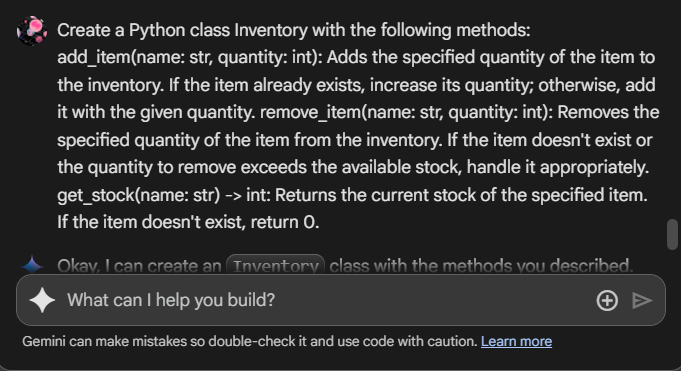 Create a Python class Inventory with the following methods:
add_item(name: str, quantity: int): Adds the specified quantity of the item to
the inventory. If the item already exists, increase its quantity; otherwise, add
it with the given quantity. remove_item(name: str, quantity: int): Removes the
specified quantity of the item from the inventory. If the item doesn't exist or
the quantity to remove exceeds the available stock, handle it appropriately.
get_stock(name: str) -> int: Returns the current stock of the specified item.
If the item doesn't exist, return 0.
Okay, I can create an Inventory class with the methods you described.
What can I help you build?
Gemini can make mistakes so double-check it and use code with caution. Learn more